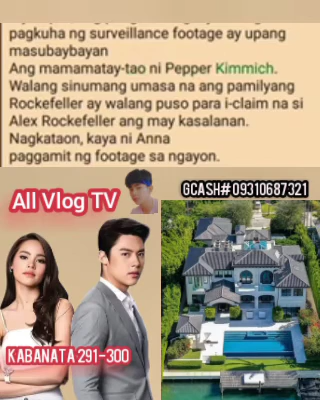 pagkuha ng surveillance footage ay upang
masubaybayan
Ang mamamatay-tao ni Pepper Kimmich.
Walang sinumang umasa na ang pamilyang
Rockefeller ay walang puso para i-claim na si
Alex Rockefeller ang may kasalanan.
Nagkataon, kaya ni Anna
paggamit ng footage sa ngayon.
All Vlog TV
GCASH# 09310687321
KABANATA 291-300